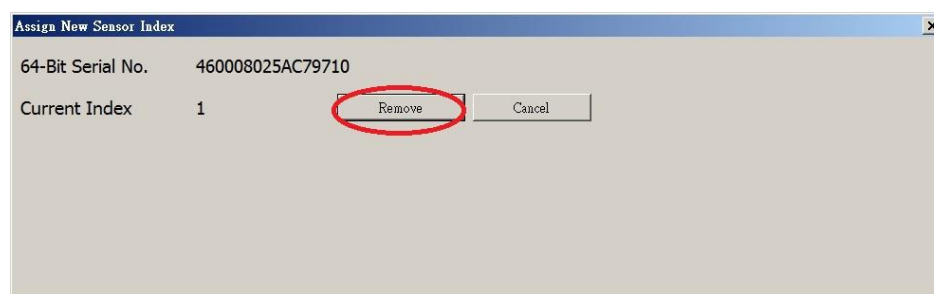 Assign New Sensor Index
64-Bit Serial No. 460008025AC79710
Current Index 1 Remove Cancel